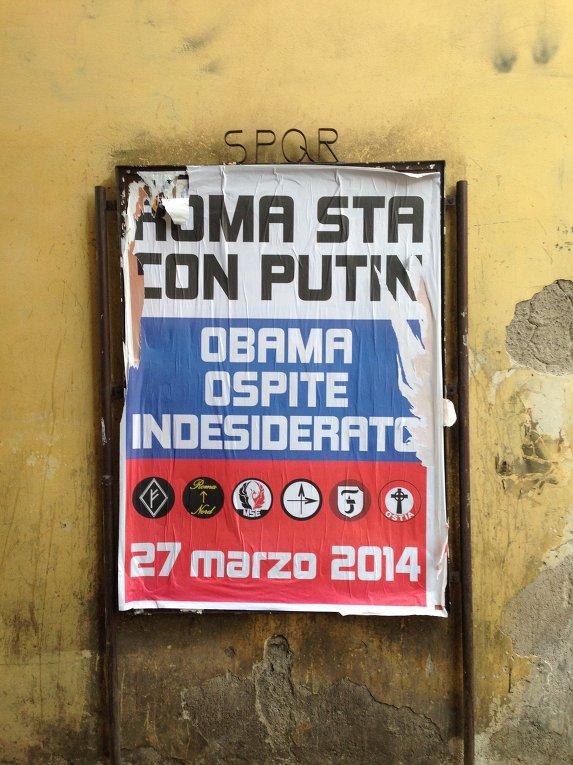 SPQR
ROMA STA
CON PUTIN
OBAMA
OSPITE
INDESIDERATO
Roma
Nord
MSE
OSTIA
27 marzo 2014